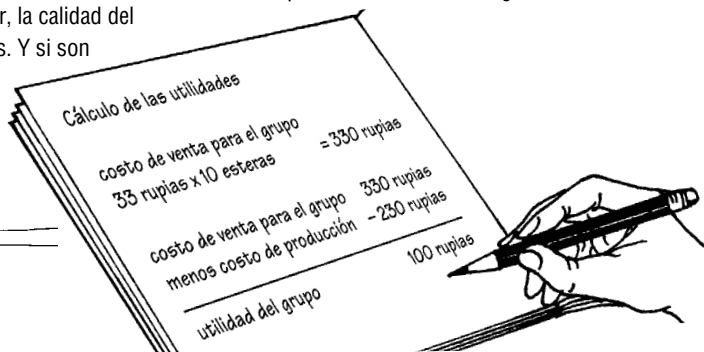 r, la calidad del
s. Y si son
Cálculo de las utilidades
costo de venta para el grupo
33 rupias x 10 esteras = 330 rupias
costo de venta para el grupo 330 rupias
menos costo de producción -230 rupias
utilidad del grupo 100 rupias